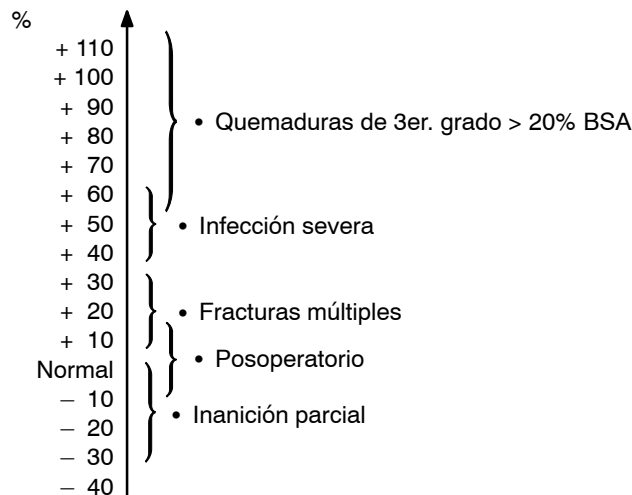 %
+ 110
+ 100
+ 90
• Quemaduras de 3er. grado > 20% BSA
+ 80
+ 70
+ 60
+ 50
• Infección severa
+ 40
+ 30
+ 20
• Fracturas múltiples
+ 10
• Posoperatorio
Normal
− 10
• Inanición parcial
− 20
− 30
− 40